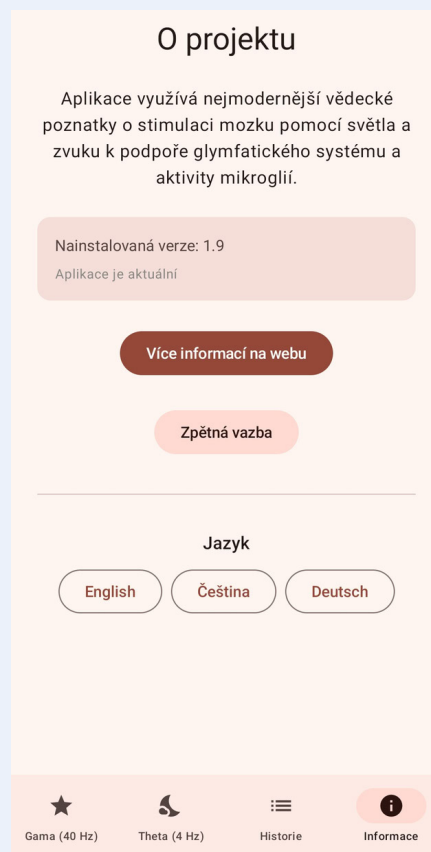 O projektu
Aplikace využívá nejmodernější vědecké
poznatky o stimulaci mozku pomocí světla a
zvuku k podpoře glymfatického systému a
aktivity mikroglií.
Nainstalovaná verze: 1.9
Aplikace je aktuální
Více informací na webu
Zpětná vazba
Jazyk
English Čeština Deutsch
Gama (40 Hz) Theta (4 Hz) Historie Informace